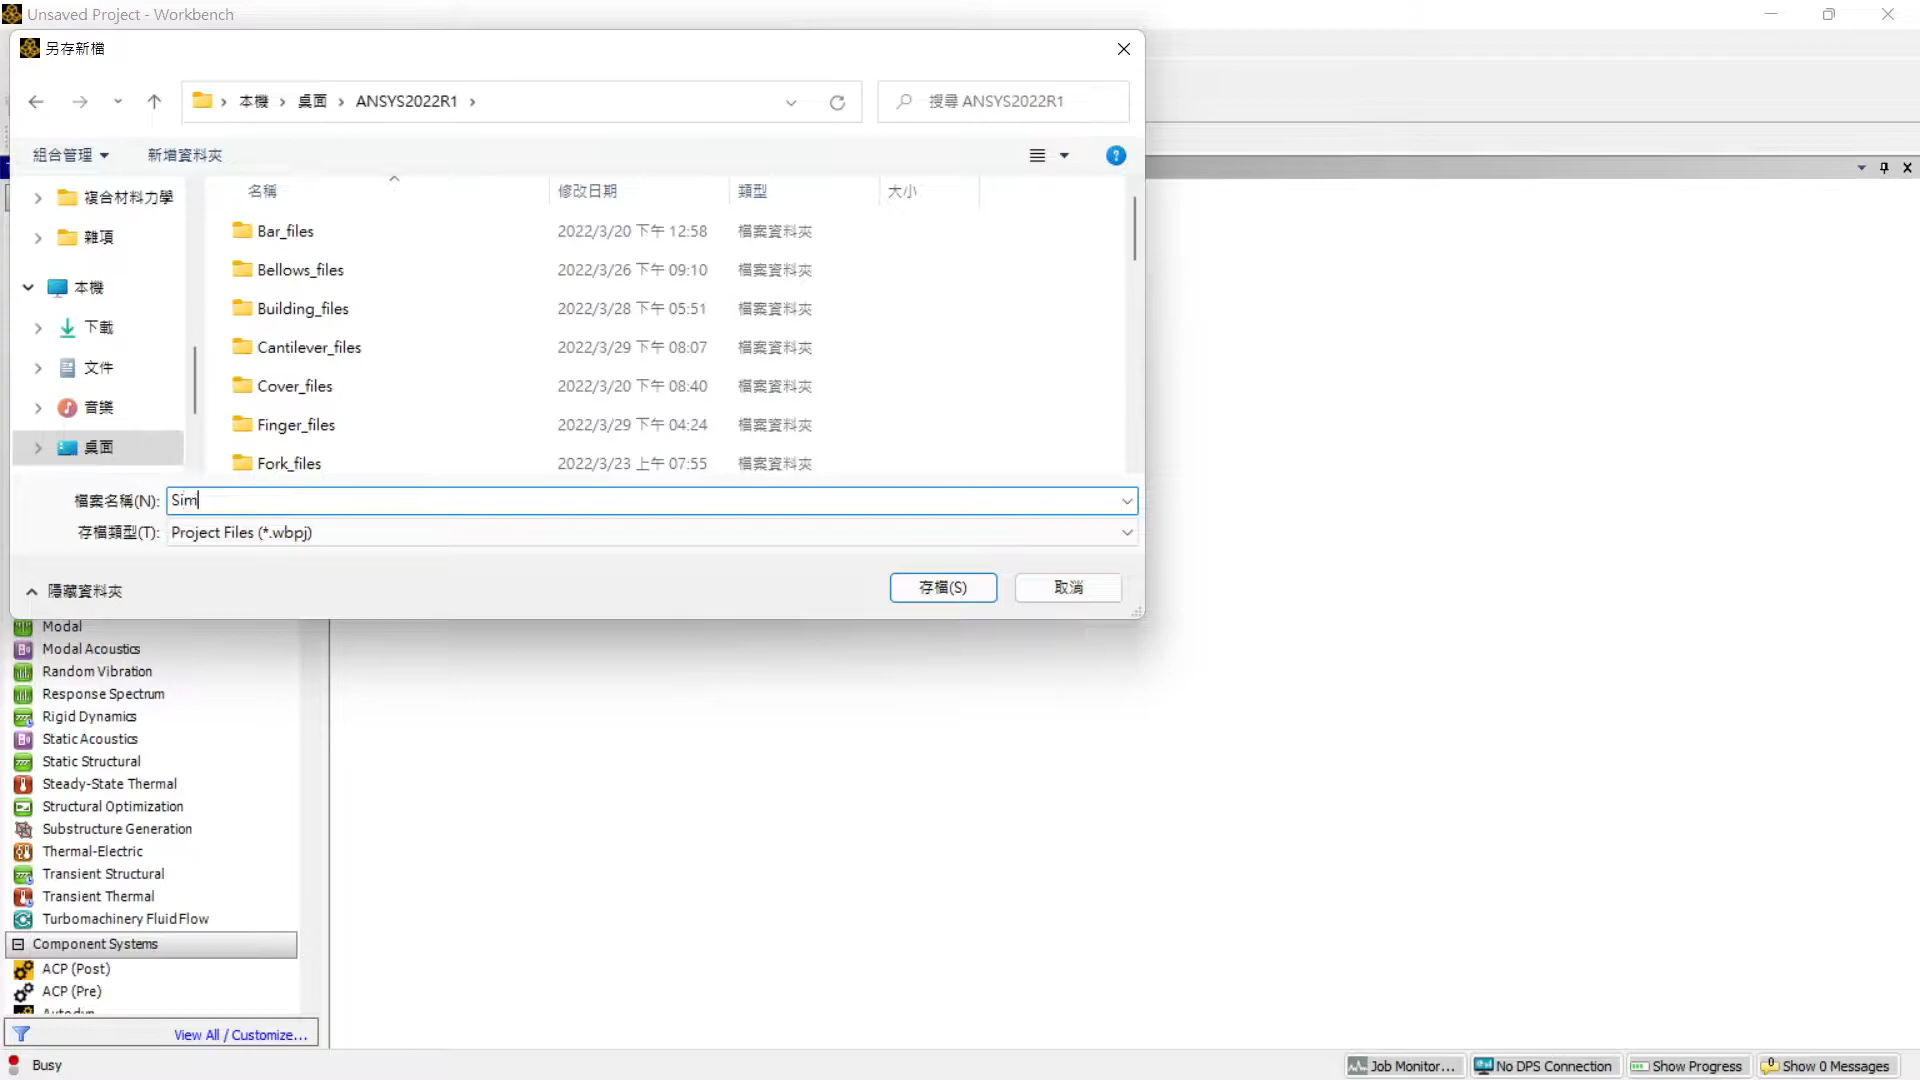 Unsaved Project - Workbench
另存新檔
本機 › 桌面 › ANSYS2022R1 ›
搜尋 ANSYS2022R1
組合管理 新增資料夾
名稱 修改日期 類型 大小
複合材料力學
雜項
本機
下載
文件
音樂
桌面
Bar_files 2022/3/20 下午 12:58 檔案資料夾
Bellows_files 2022/3/26 下午 09:10 檔案資料夾
Building_files 2022/3/28 下午 05:51 檔案資料夾
Cantilever_files 2022/3/29 下午 08:07 檔案資料夾
Cover_files 2022/3/20 下午 08:40 檔案資料夾
Finger_files 2022/3/29 下午 04:24 檔案資料夾
Fork_files 2022/3/23 上午 07:55 檔案資料夾
檔案名稱(N): Sim
存檔類型(T): Project Files (*.wbpj)
隱藏資料夾
存檔(S) 取消
Modal
Modal Acoustics
Random Vibration
Response Spectrum
Rigid Dynamics
Static Acoustics
Static Structural
Steady-State Thermal
Structural Optimization
Substructure Generation
Thermal-Electric
Transient Structural
Transient Thermal
Turbomachinery Fluid Flow
Component Systems
ACP (Post)
ACP (Pre)
View All / Customize...
Busy
Job Monitor... No DPS Connection Show Progress Show 0 Messages